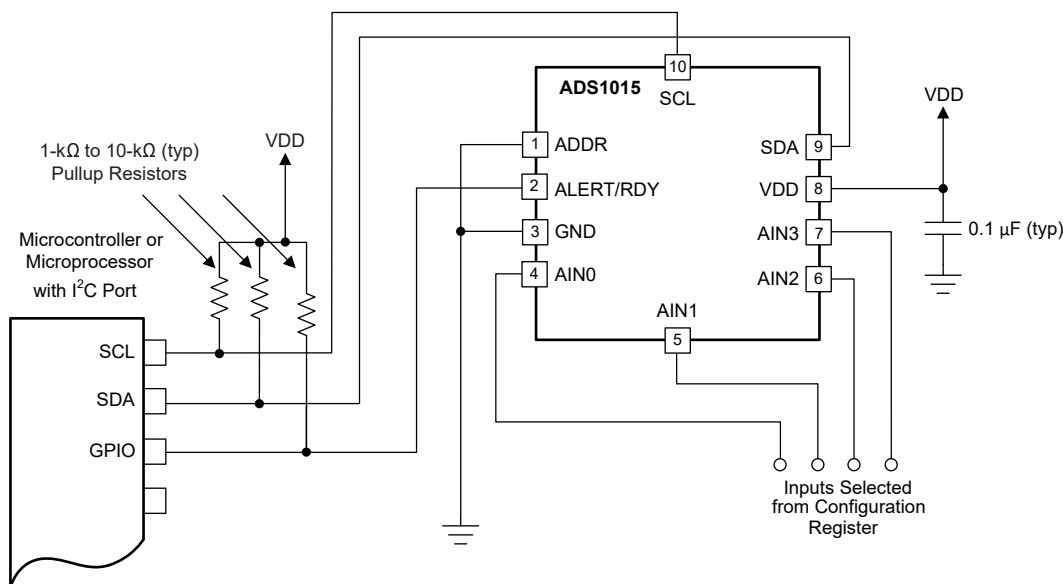 10
ADS1015
SCL
VDD
VDD
1-kΩ to 10-kΩ (typ)
Pullup Resistors
1
ADDR
SDA
9
2
ALERT/RDY
VDD
8
3
GND
AIN3
7
0.1 µF (typ)
4
AIN0
AIN2
6
AIN1
5
Microcontroller or
Microprocessor
with I²C Port
SCL
SDA
GPIO
Inputs Selected
from Configuration
Register